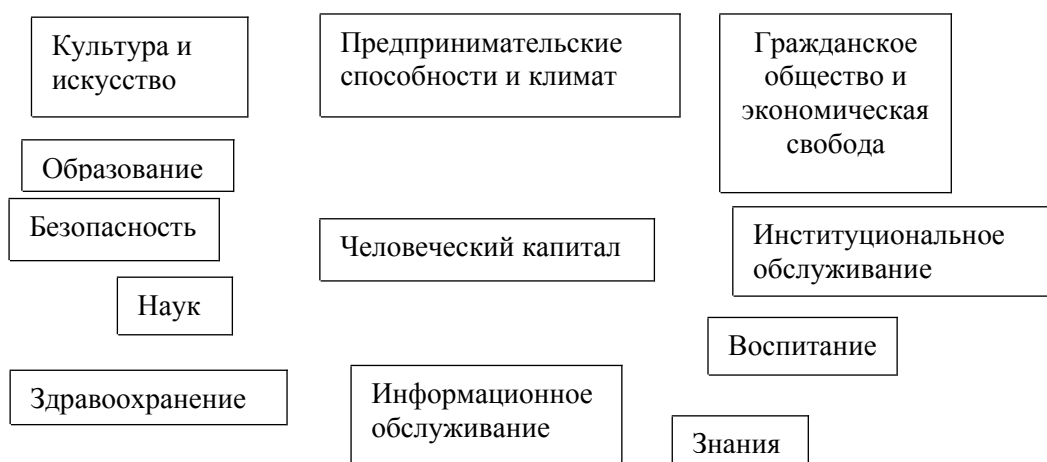 Культура и
искусство
Предпринимательские
способности и климат
Гражданское
общество и
экономическая
свобода
Образование
Безопасность
Человеческий капитал
Институциональное
обслуживание
Наук
Воспитание
Здравоохранение
Информационное
обслуживание
Знания